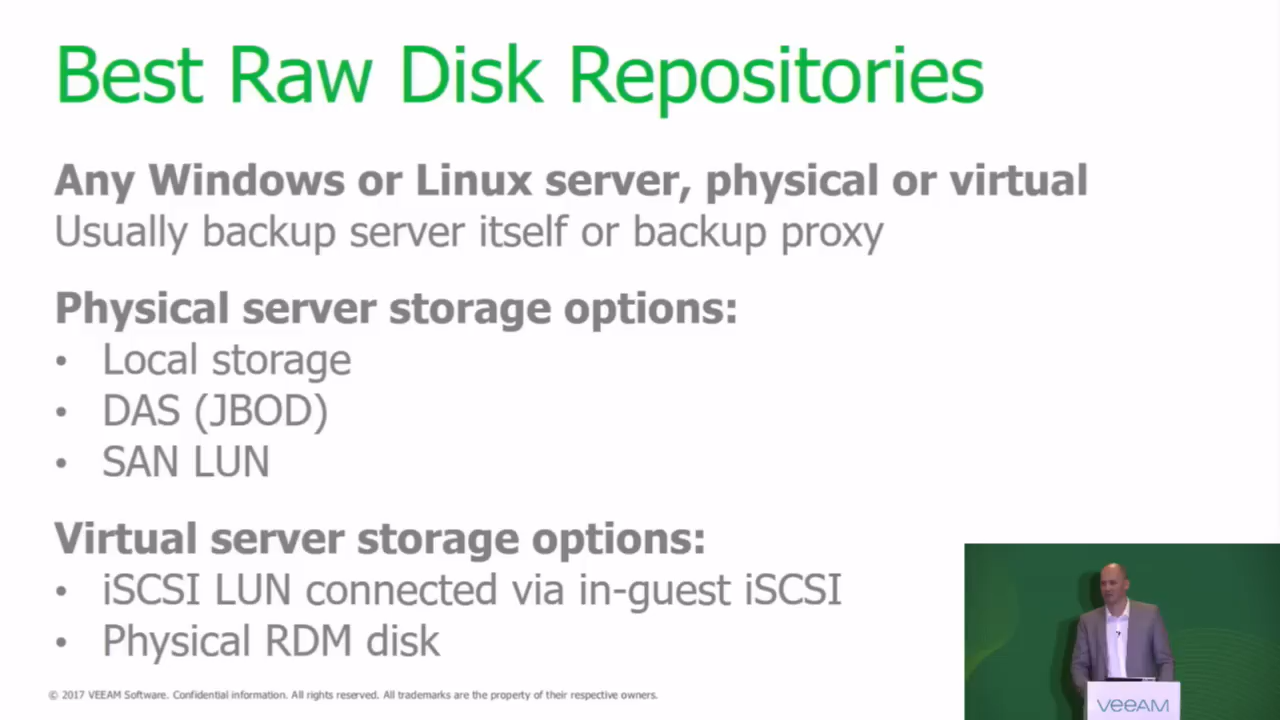 Best Raw Disk Repositories
Any Windows or Linux server, physical or virtual
Usually backup server itself or backup proxy
Physical server storage options:
• Local storage
• DAS (JBOD)
• SAN LUN
Virtual server storage options:
• iSCSI LUN connected via in-guest iSCSI
• Physical RDM disk
© 2017 VEEAM Software. Confidential information. All rights reserved. All trademarks are the property of their respective owners.
VEEAM